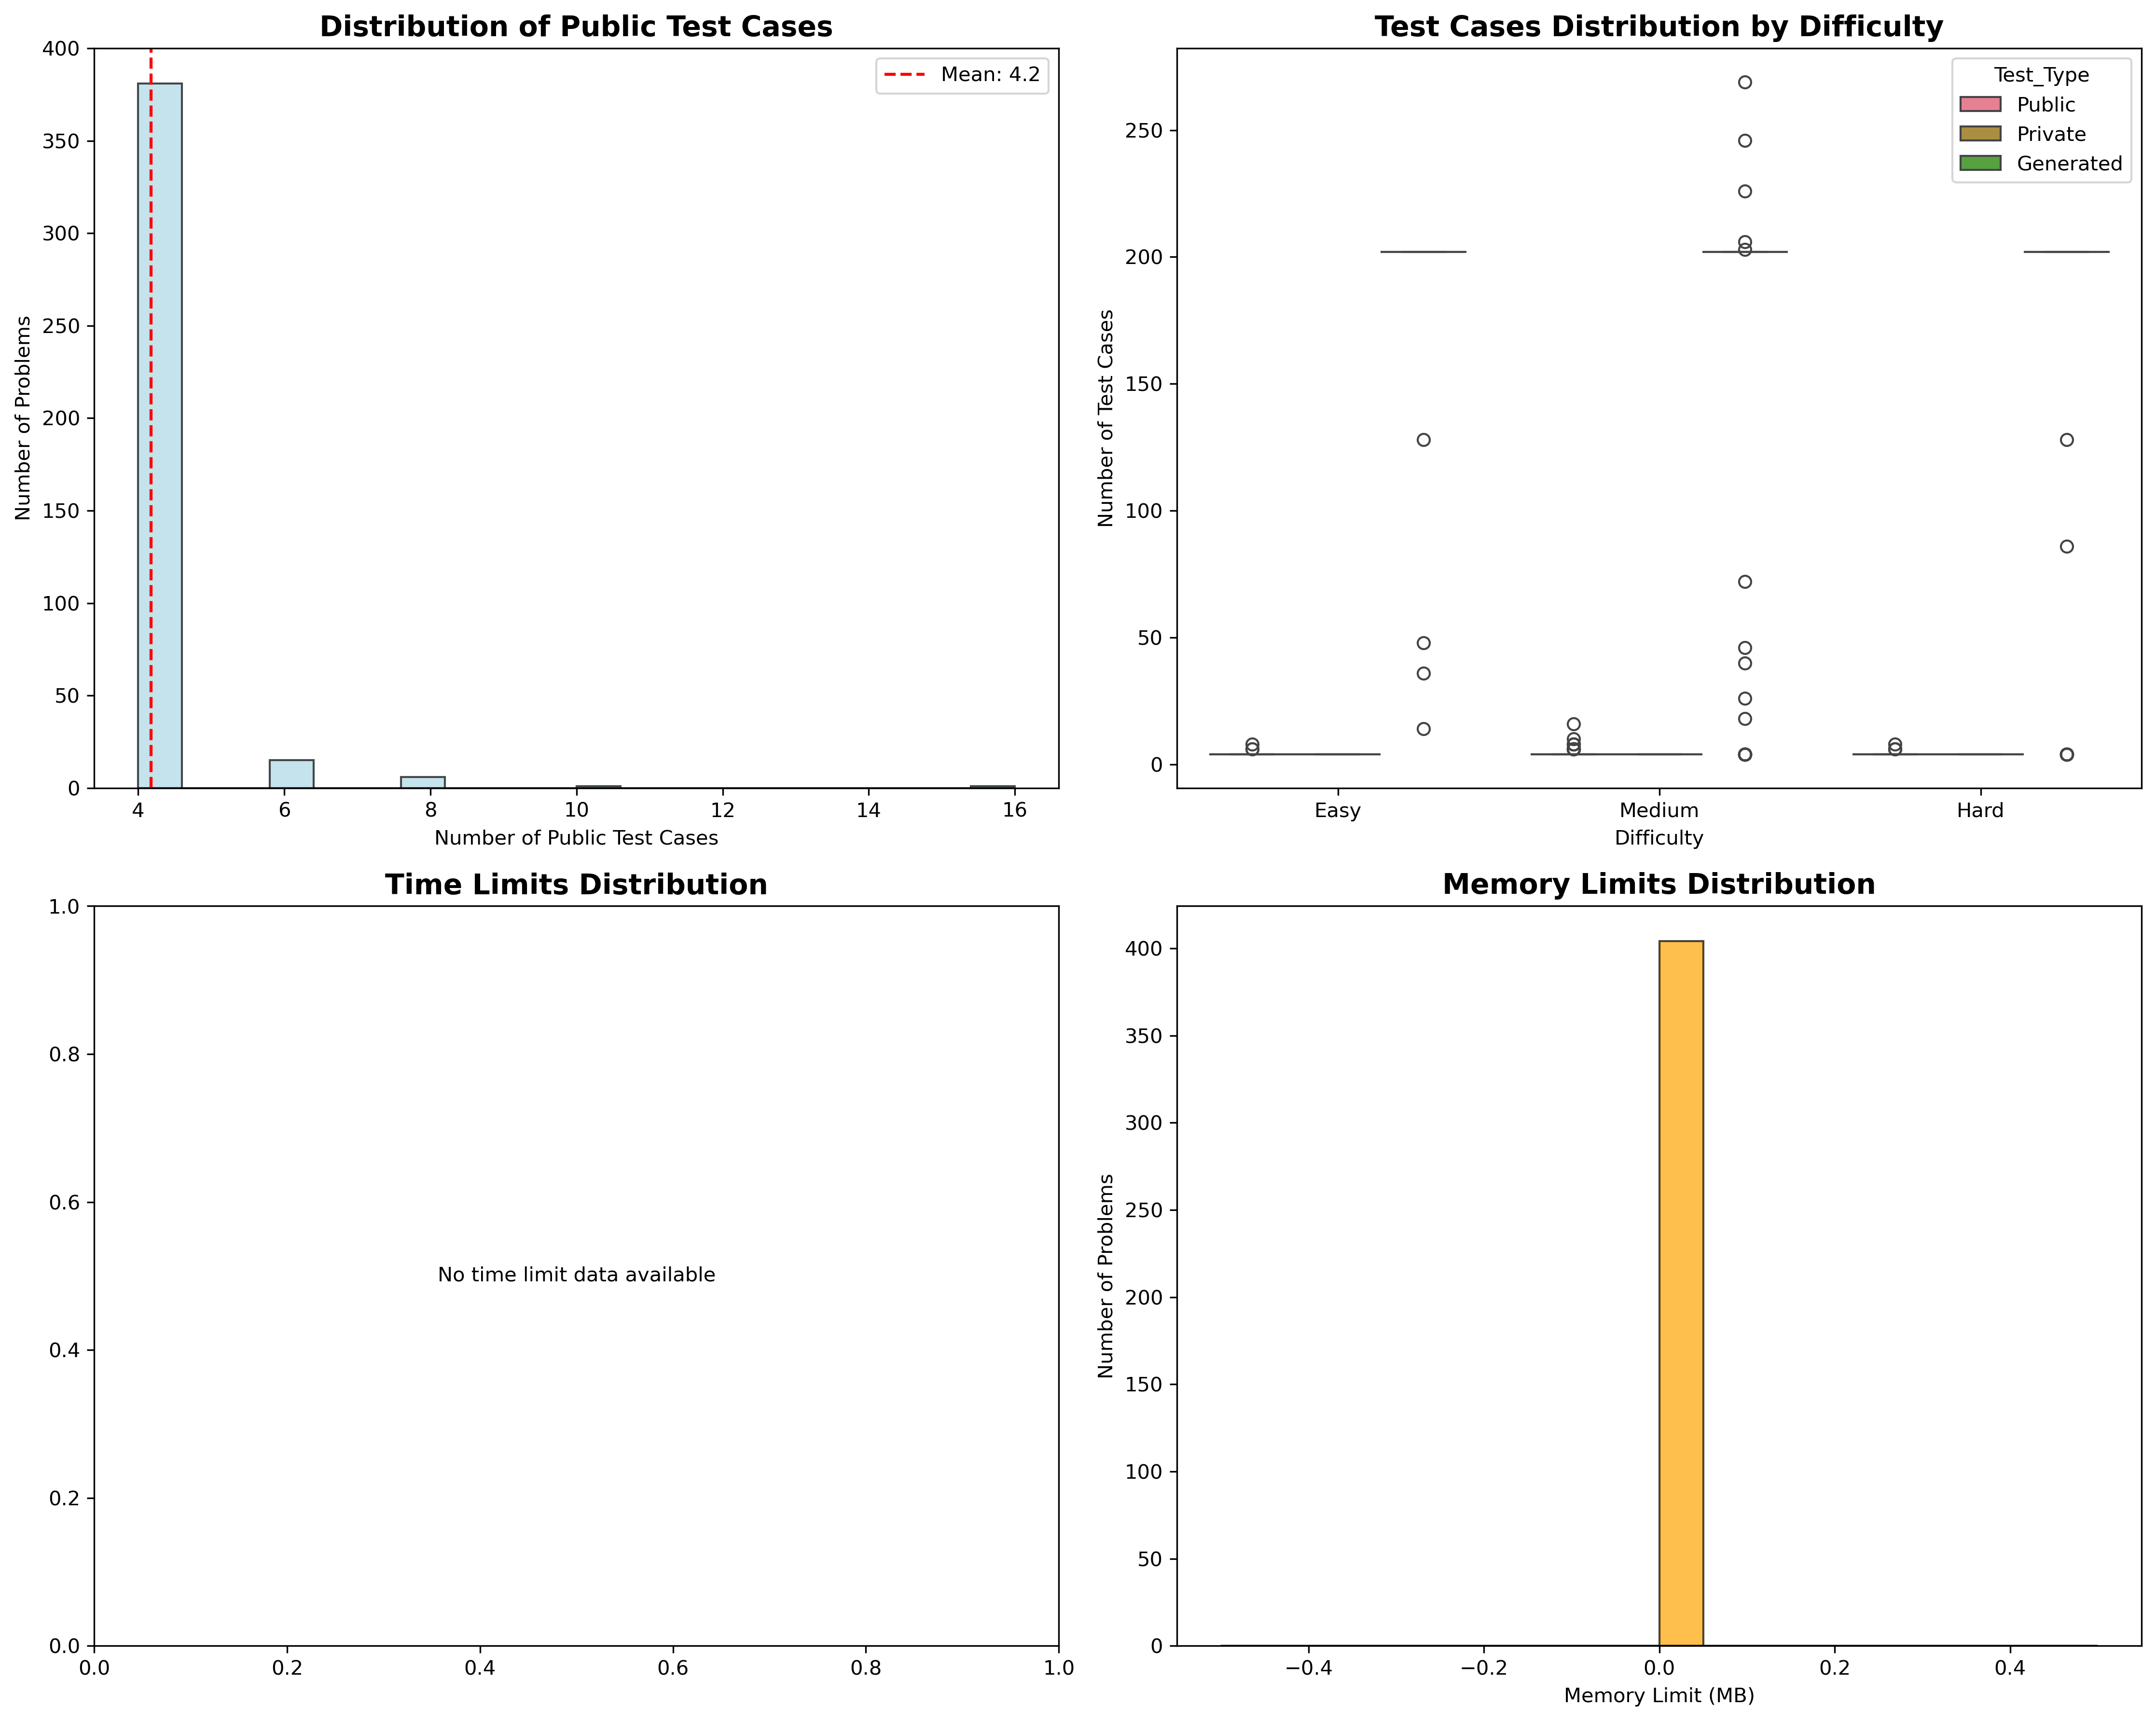 Distribution of Public Test Cases
400
350
300
250
200
150
100
50
0
Number of Problems
Mean: 4.2
4 6 8 10 12 14 16
Number of Public Test Cases
Test Cases Distribution by Difficulty
250
200
150
100
50
0
Number of Test Cases
Test_Type
Public
Private
Generated
Easy Medium Hard
Difficulty
Time Limits Distribution
1.0
0.8
0.6
0.4
0.2
0.0
No time limit data available
0.0 0.2 0.4 0.6 0.8 1.0
Memory Limits Distribution
400
350
300
250
200
150
100
50
0
Number of Problems
−0.4 −0.2 0.0 0.2 0.4
Memory Limit (MB)